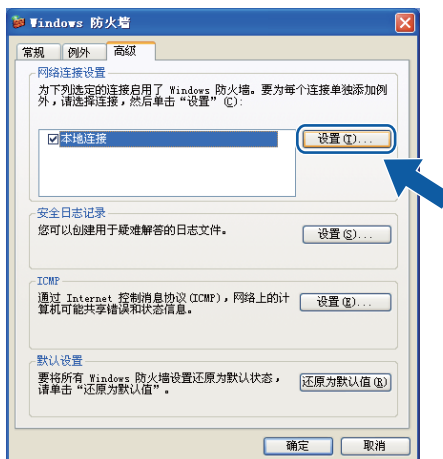 Windows 防火墙
常规 例外 高级
网络连接设置
为下列选定的连接启用了 Windows 防火墙。要为每个连接单独添加例
外，请选择连接，然后单击“设置”(C):
本地连接
设置(T)...
安全日志记录
您可以创建用于疑难解答的日志文件。
设置(S)...
ICMP
通过 Internet 控制消息协议(ICMP)，网络上的计
算机可能共享错误和状态信息。
设置(E)...
默认设置
要将所有 Windows 防火墙设置还原为默认状态，
请单击“还原为默认值”。
还原为默认值(R)
确定 取消